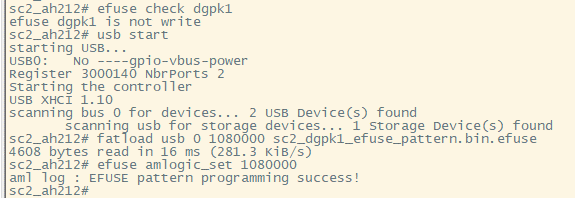 sc2_ah212# efuse check dgpk1
efuse dgpk1 is not write
sc2_ah212# usb start
starting USB...
USB0:   No ----gpio-vbus-power
Register 3000140 NbrPorts 2
Starting the controller
USB XHCI 1.10
scanning bus 0 for devices... 2 USB Device(s) found
       scanning usb for storage devices... 1 Storage Device(s) found
sc2_ah212# fatload usb 0 1080000 sc2_dgpk1_efuse_pattern.bin.efuse
4608 bytes read in 16 ms (281.3 KiB/s)
sc2_ah212# efuse amlogic_set 1080000
aml log : EFUSE pattern programming success!
sc2_ah212#